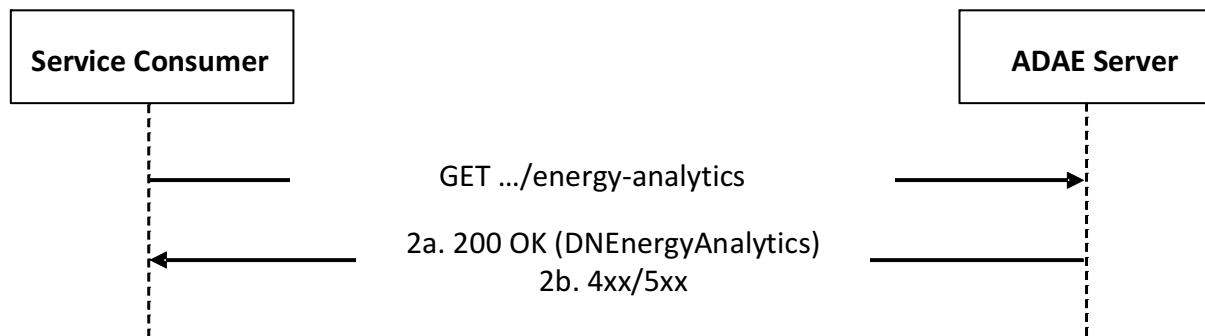 Service Consumer
ADAE Server
GET …/energy-analytics
2a. 200 OK (DNEnergyAnalytics)
2b. 4xx/5xx